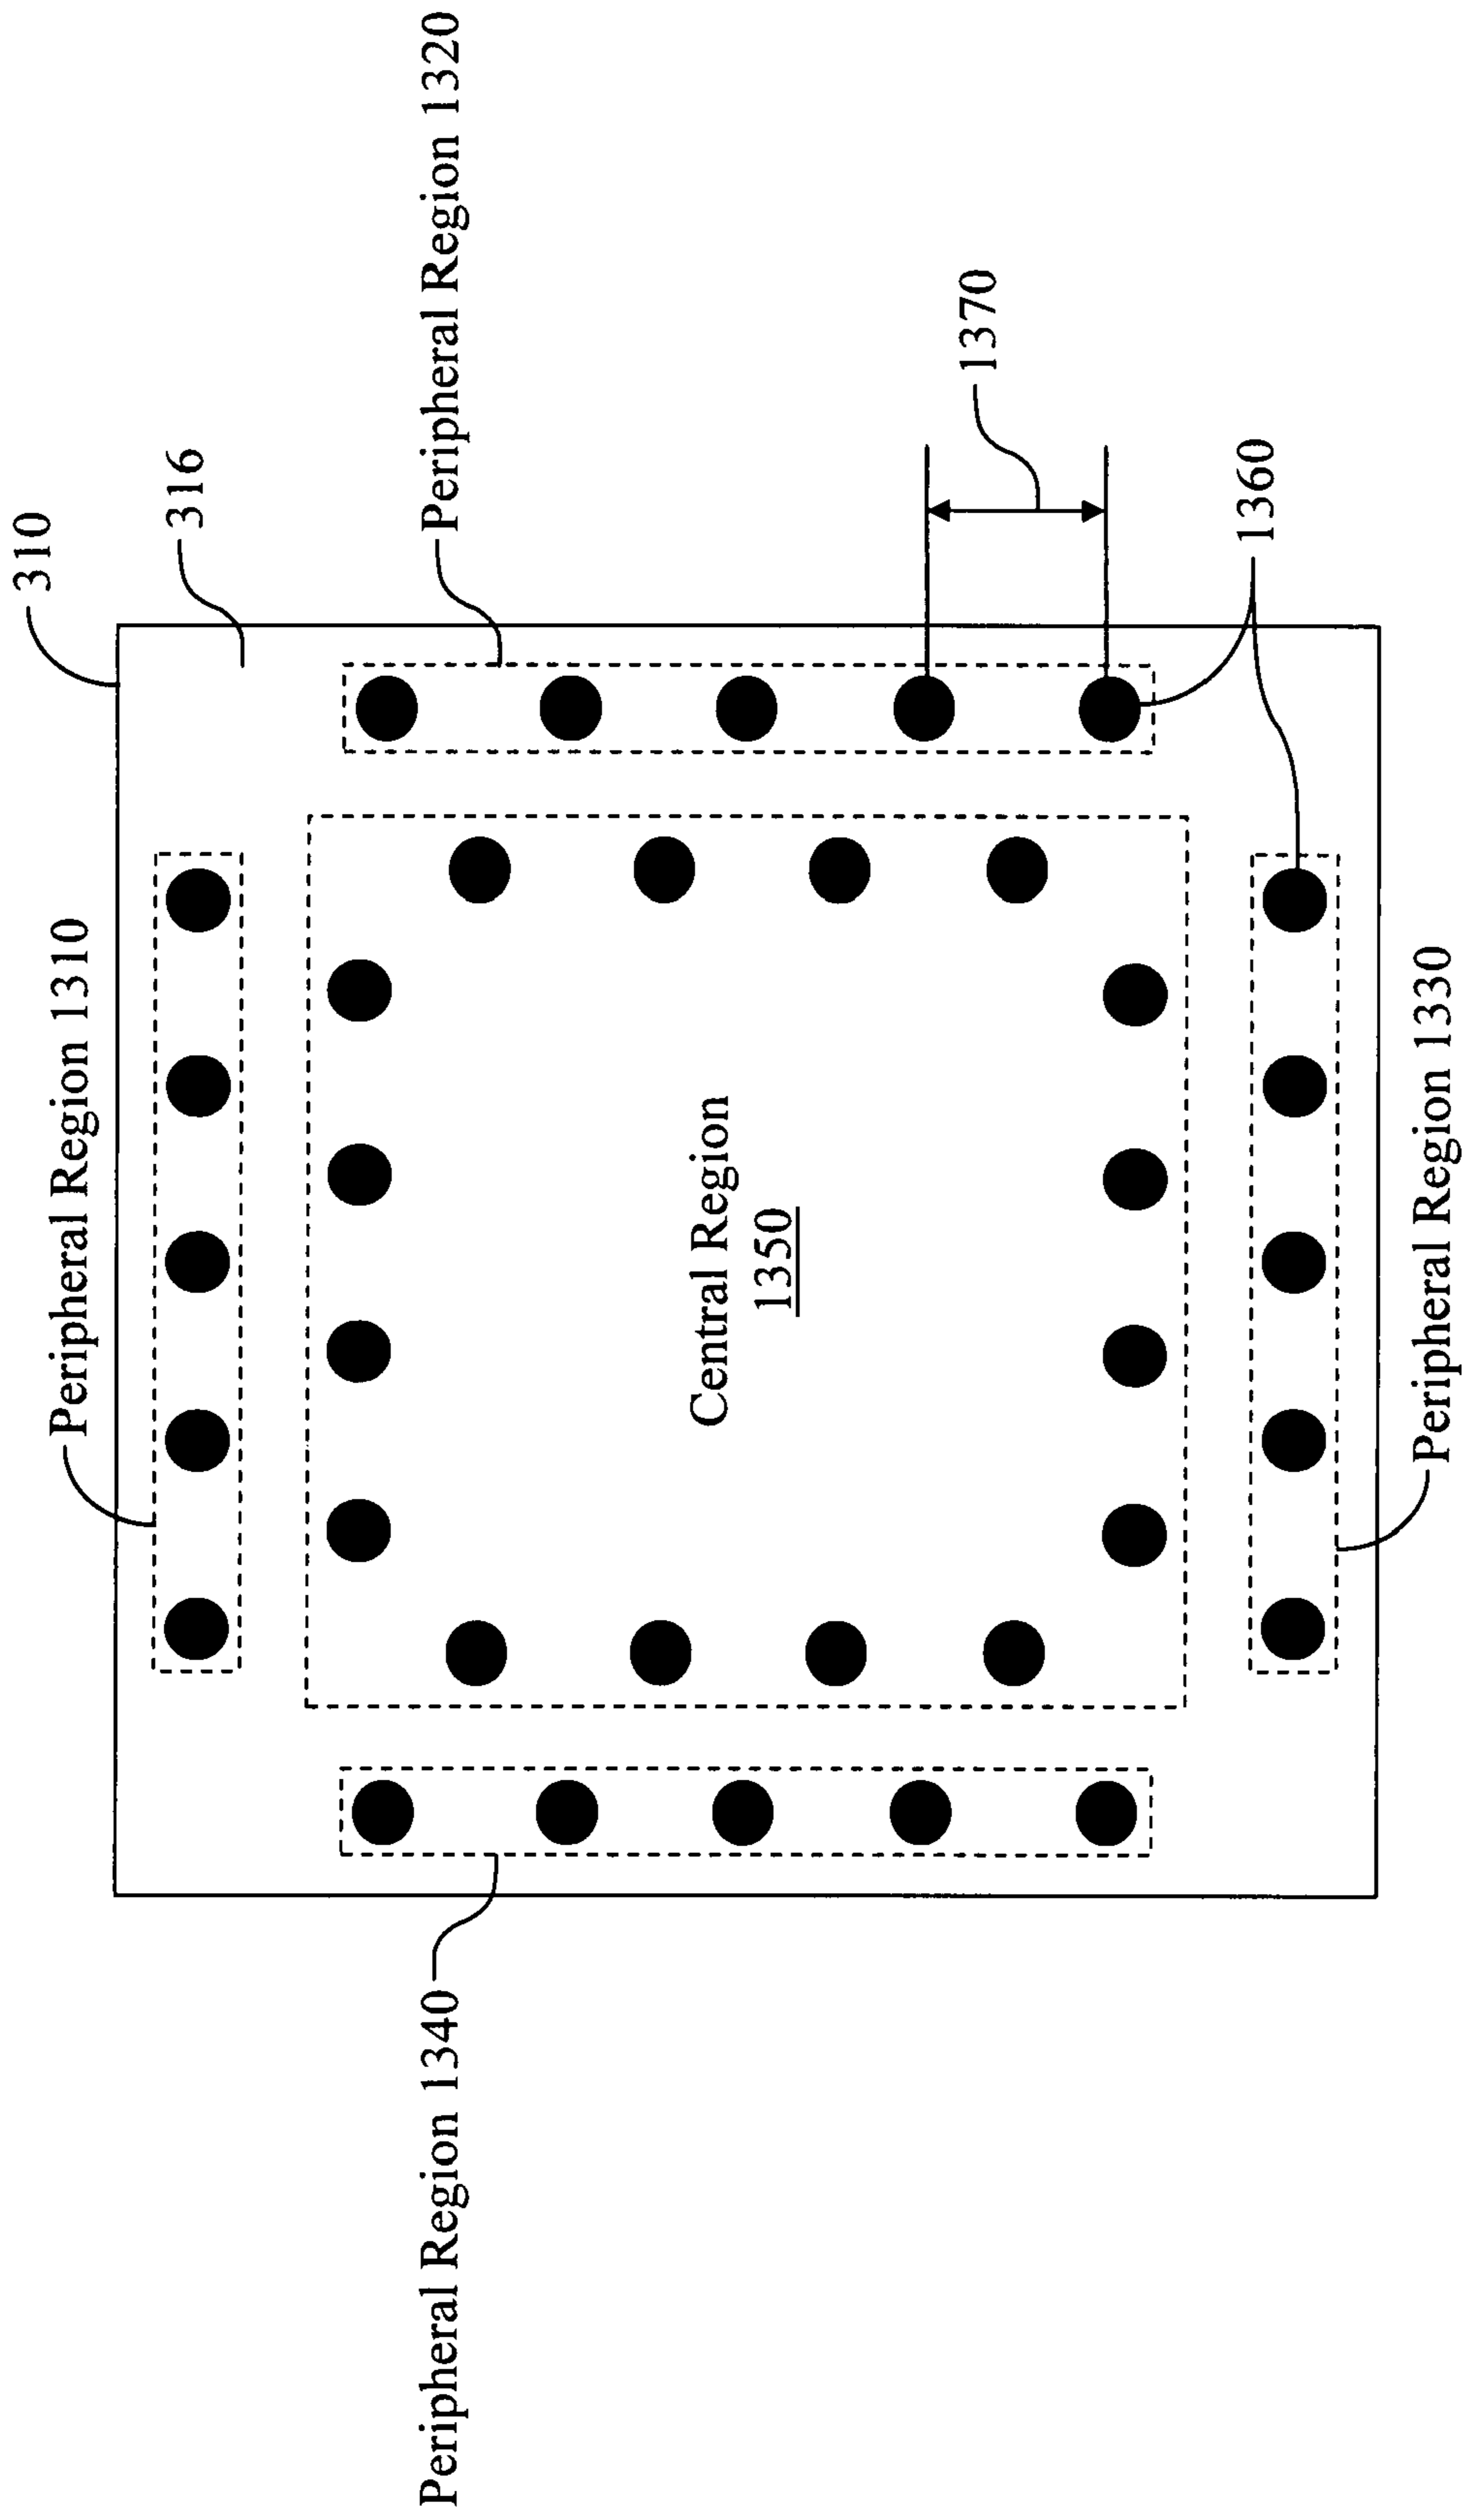 310
316
Peripheral Region 1310
Peripheral Region 1320
Peripheral Region 1340
Central Region
1350
1370
1360
Peripheral Region 1330